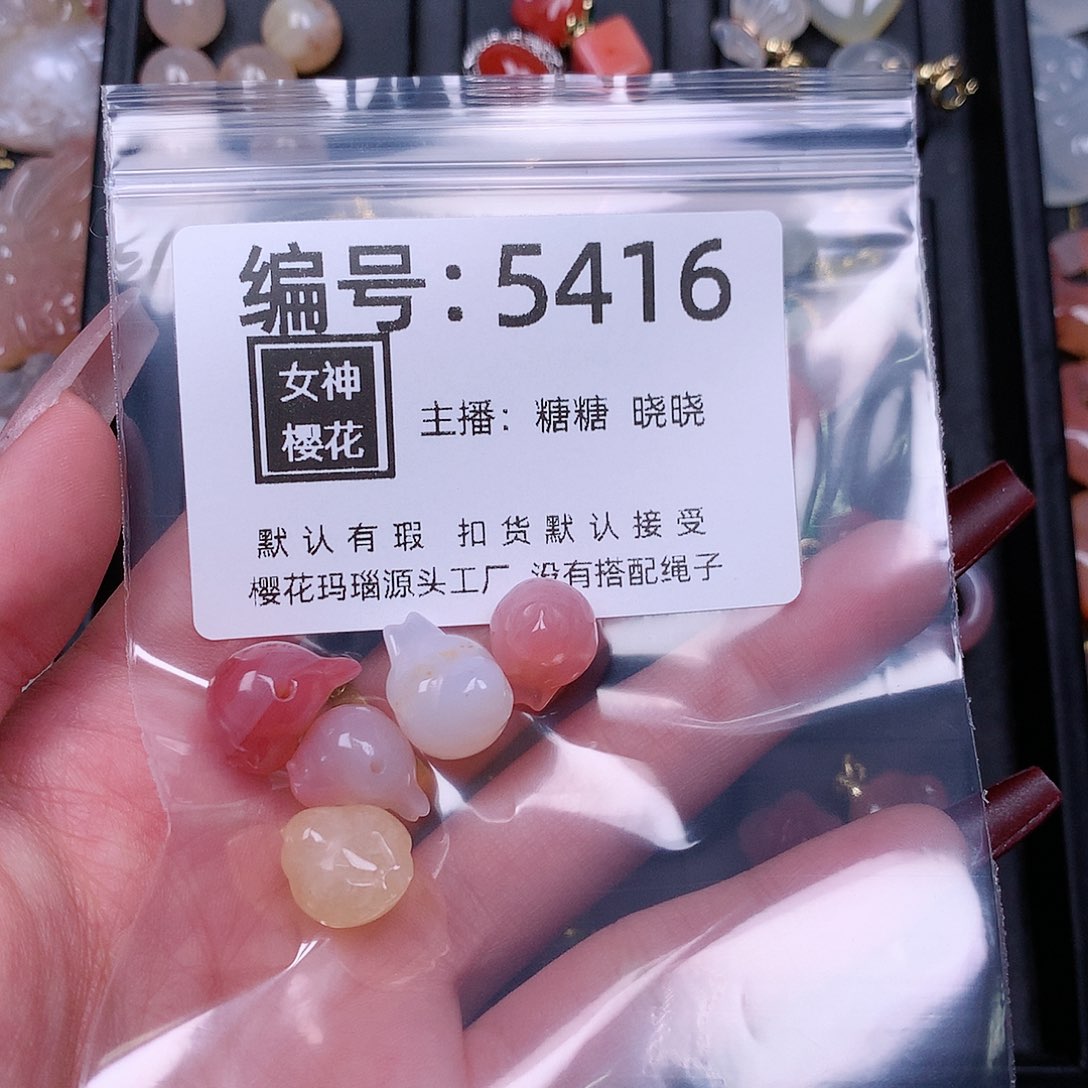 编号：5416
女神
樱花
主播：糖糖 晓晓
默认有瑕 扣货默认接受
樱花玛瑙源头工厂 没有搭配绳子